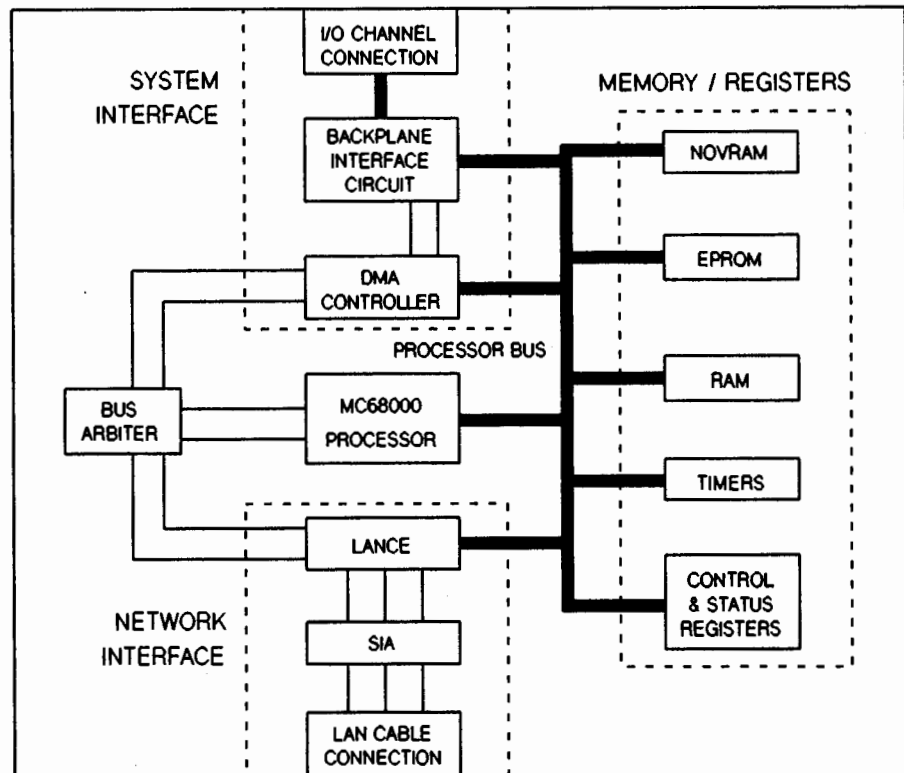 I/O CHANNEL
CONNECTION
SYSTEM
INTERFACE
BACKPLANE
INTERFACE
CIRCUIT
DMA
CONTROLLER
PROCESSOR BUS
BUS
ARBITER
MC68000
PROCESSOR
LANCE
NETWORK
INTERFACE
SIA
LAN CABLE
CONNECTION
MEMORY / REGISTERS
NOVRAM
EPROM
RAM
TIMERS
CONTROL
& STATUS
REGISTERS